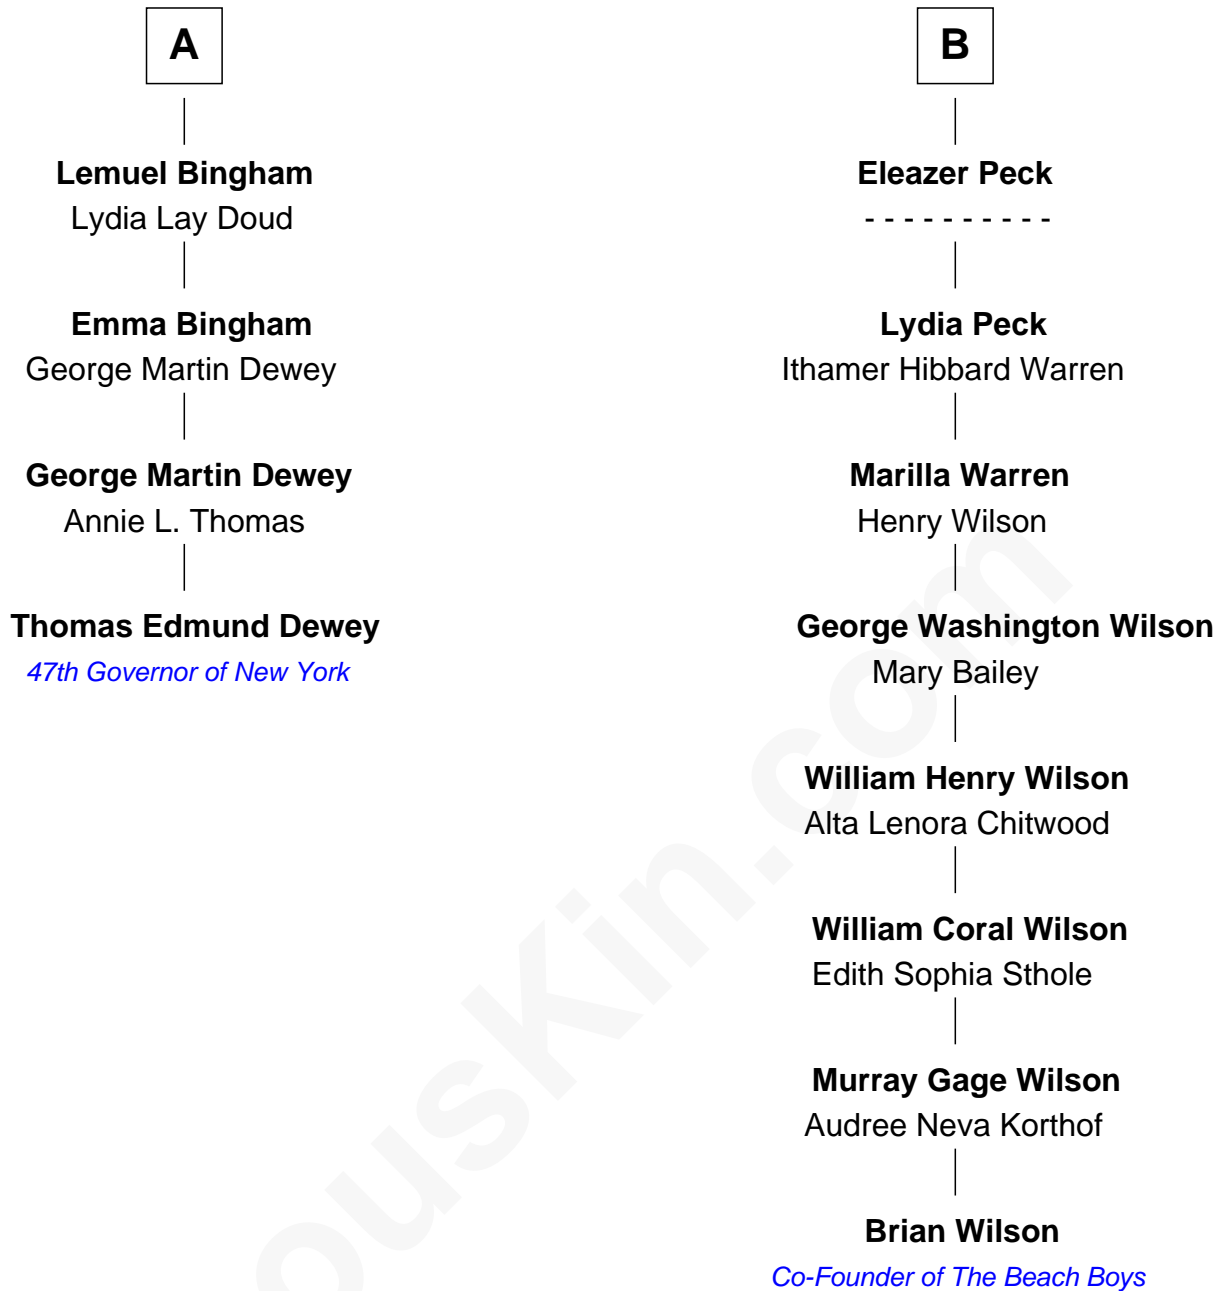 A
Lemuel Bingham
Lydia Lay Doud
Emma Bingham
George Martin Dewey
George Martin Dewey
Annie L. Thomas
Thomas Edmund Dewey
47th Governor of New York
B
Eleazer Peck
- - - - - - - - - -
Lydia Peck
Ithamer Hibbard Warren
Marilla Warren
Henry Wilson
George Washington Wilson
Mary Bailey
William Henry Wilson
Alta Lenora Chitwood
William Coral Wilson
Edith Sophia Sthole
Murray Gage Wilson
Audree Neva Korthof
Brian Wilson
Co-Founder of The Beach Boys
ousKin.com